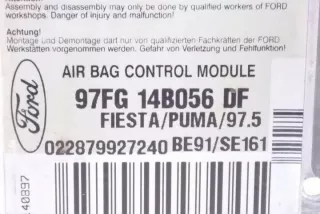 Assembly and disassembly may only be done by qualified workers of FORD
workshops. Danger of injury and malfunction!
Achtung!
Montage und Demontage darf nur von qualifizierten Fachkräften der FORD
Werkstätten vorgenommen werden. Gefahr von Verletzung und Fehlfunktion!
AIR BAG CONTROL MODULE
Ford
97FG 14B056 DF
FIESTA/PUMA/97.5
022879927240 BE91/SE161